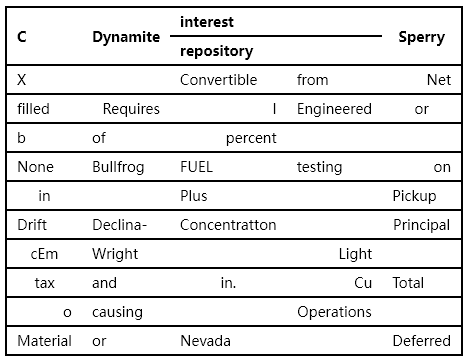 C Dynamite interest Sperry
repository
X Convertible from Net
filled Requires I Engineered or
b of percent
None Bullfrog FUEL testing on
in Plus Pickup
Drift Declina- Concentratton Principal
cEm Wright Light
tax and in. Cu Total
o causing Operations
Material or Nevada Deferred